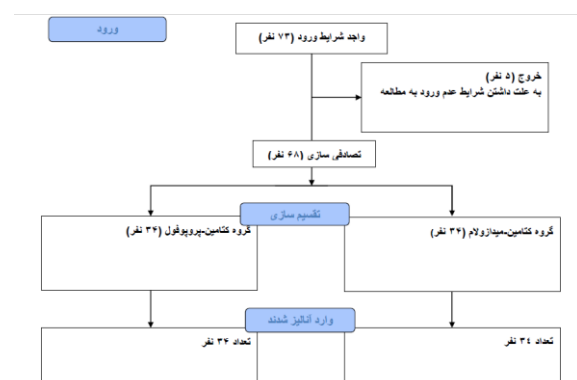 ورود
واجد شرایط ورود (۷۳ نفر)
خروج (۵ نفر)
به علت داشتن شرایط عدم ورود به مطالعه
تصادفی سازی (۶۸ نفر)
تقسیم سازی
گروه کتامین-میدازولام (۳۴ نفر)
گروه کتامین-پروپوفول (۳۴ نفر)
وارد آنالیز شدند
تعداد ٣٤ نفر
تعداد ۳۴ نفر